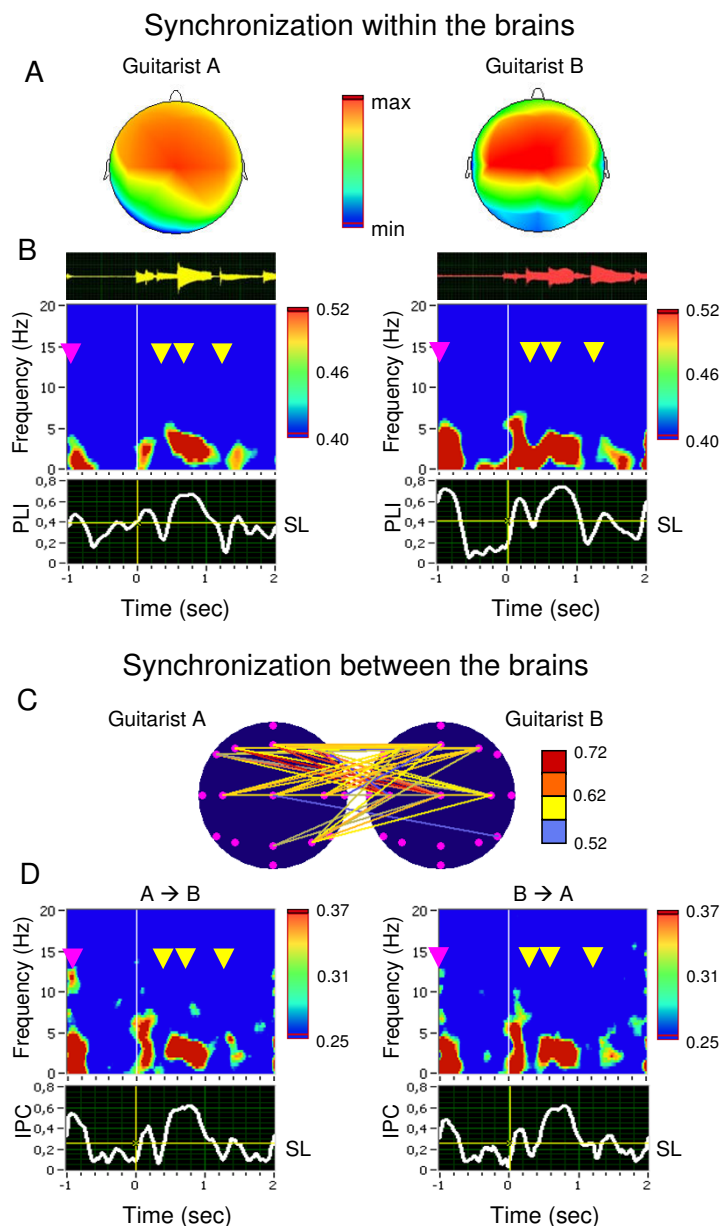 Synchronization within the brains
A
Guitarist A
Guitarist B
max
min
B
Frequency (Hz)
20
15
10
5
0
0.52
0.46
0.40
PLI
0,8
0,6
0,4
0,2
0
SL
-1 0 1 2
Time (sec)
Frequency (Hz)
20
15
10
5
0
0.52
0.46
0.40
PLI
0,8
0,6
0,4
0,2
0
SL
-1 0 1 2
Time (sec)
Synchronization between the brains
C
Guitarist A
Guitarist B
0.72
0.62
0.52
D
A → B
Frequency (Hz)
20
15
10
5
0
0.37
0.31
0.25
IPC
0,8
0,6
0,4
0,2
0
SL
-1 0 1 2
Time (sec)
B → A
Frequency (Hz)
20
15
10
5
0
0.37
0.31
0.25
IPC
0,8
0,6
0,4
0,2
0
SL
-1 0 1 2
Time (sec)